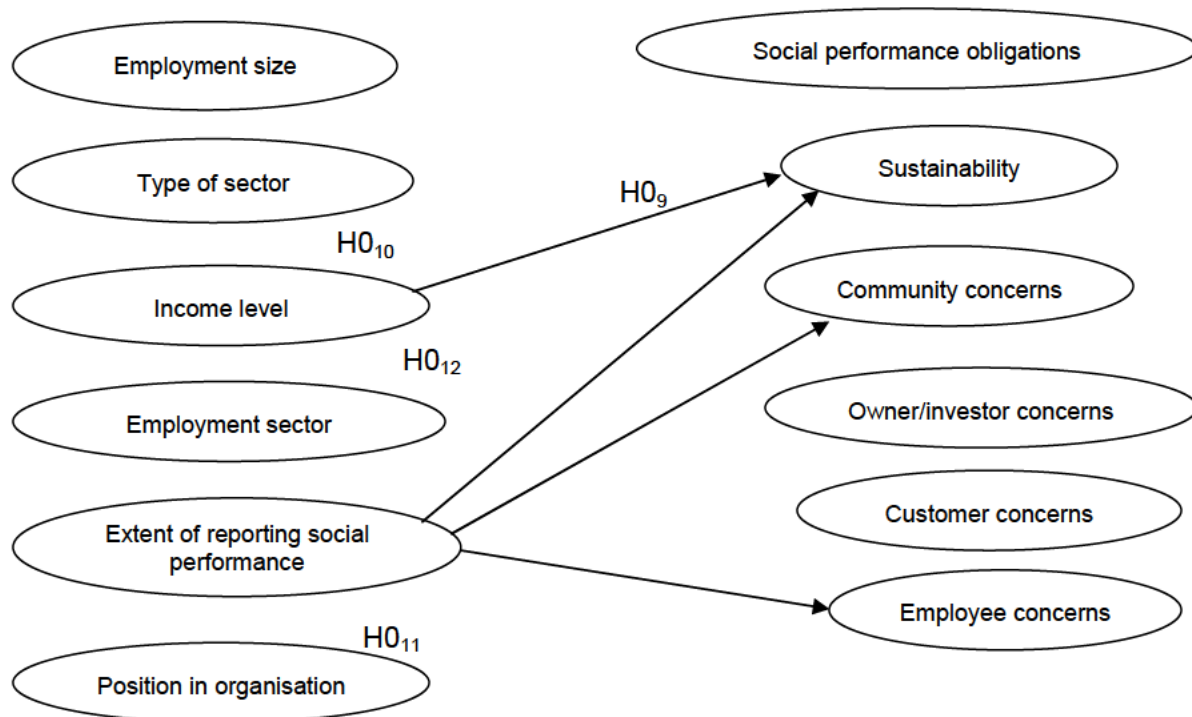 Employment size
Social performance obligations
Type of sector
Sustainability
H0₉
H0₁₀
Income level
Community concerns
H0₁₂
Employment sector
Owner/investor concerns
Extent of reporting social
performance
Customer concerns
Employee concerns
H0₁₁
Position in organisation